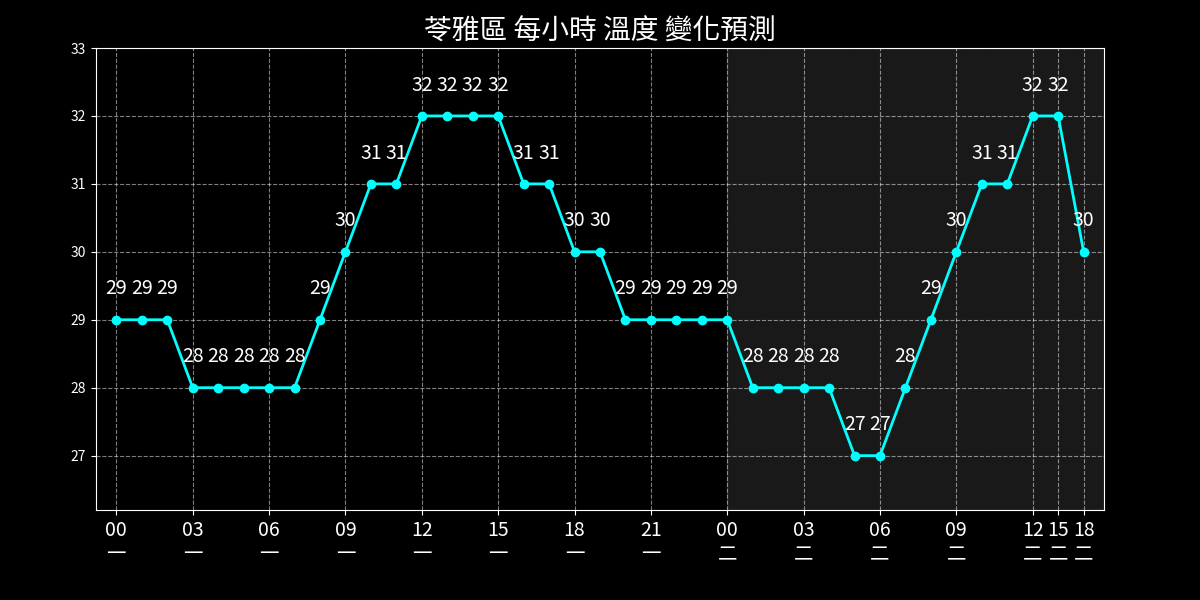 苓雅區 每小時 溫度 變化預測
33
32
31
30
29
28
27
32 32 32 32 32 32
31 31 31 31 31 31
30 30 30 30 30
29 29 29 29 29 29 29 29 29 29
28 28 28 28 28 28 28 28 28 28
27 27
00 03 06 09 12 15 18 21 00 03 06 09 12 15 18
一 一 一 一 一 一 一 一 二 二 二 二 二 二 二